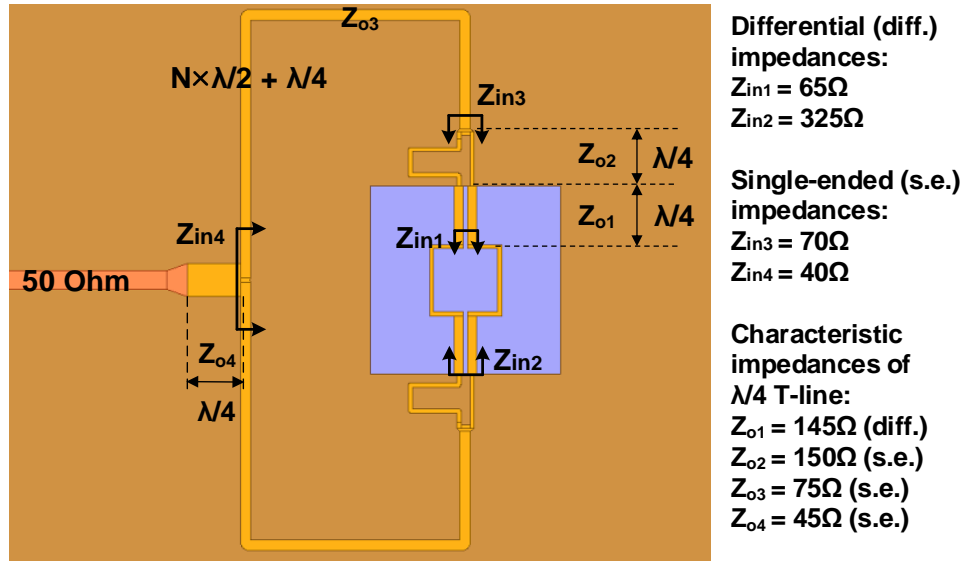 Zo3
N×λ/2 + λ/4
Zin3
Zo2
λ/4
Zo1
λ/4
Zin1
Zin4
50 Ohm
Zo4
λ/4
Zin2
Differential (diff.)
impedances:
Zin1 = 65Ω
Zin2 = 325Ω
Single-ended (s.e.)
impedances:
Zin3 = 70Ω
Zin4 = 40Ω
Characteristic
impedances of
λ/4 T-line:
Zo1 = 145Ω (diff.)
Zo2 = 150Ω (s.e.)
Zo3 = 75Ω (s.e.)
Zo4 = 45Ω (s.e.)